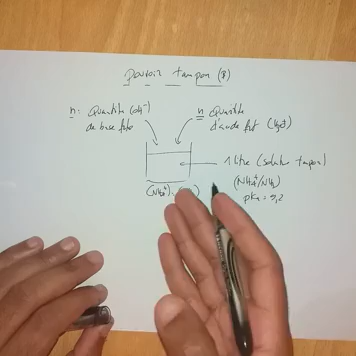 pouvoir tampon (β)
n: Quantité (OH⁻)
de base forte
n Quantité
d'acide fort (H₃O⁺)
1 litre (solution tampon)
(NH₄⁺/NH₃)
pKa = 9,2
(NH₄⁺)